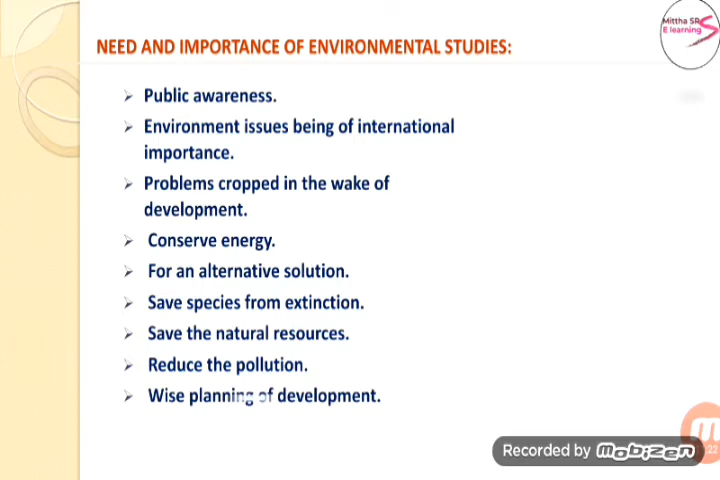 Mittha SR
E learning
NEED AND IMPORTANCE OF ENVIRONMENTAL STUDIES:
Public awareness.
Environment issues being of international
importance.
Problems cropped in the wake of
development.
Conserve energy.
For an alternative solution.
Save species from extinction.
Save the natural resources.
Reduce the pollution.
Wise planning of development.
Recorded by Mobizen